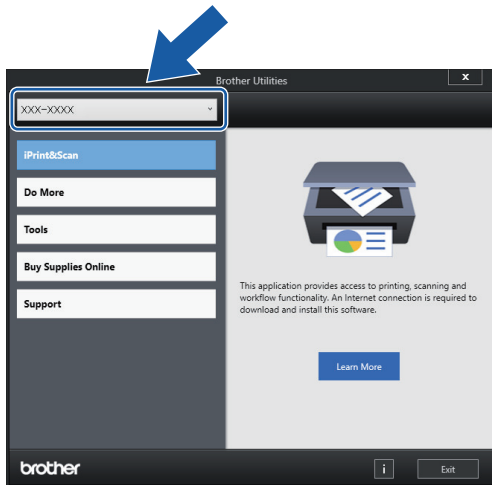 Brother Utilities
X
XXX-XXXX
iPrint&Scan
Do More
Tools
Buy Supplies Online
Support
This application provides access to printing, scanning and
workflow functionality. An Internet connection is required to
download and install this software.
Learn More
brother
i
Exit